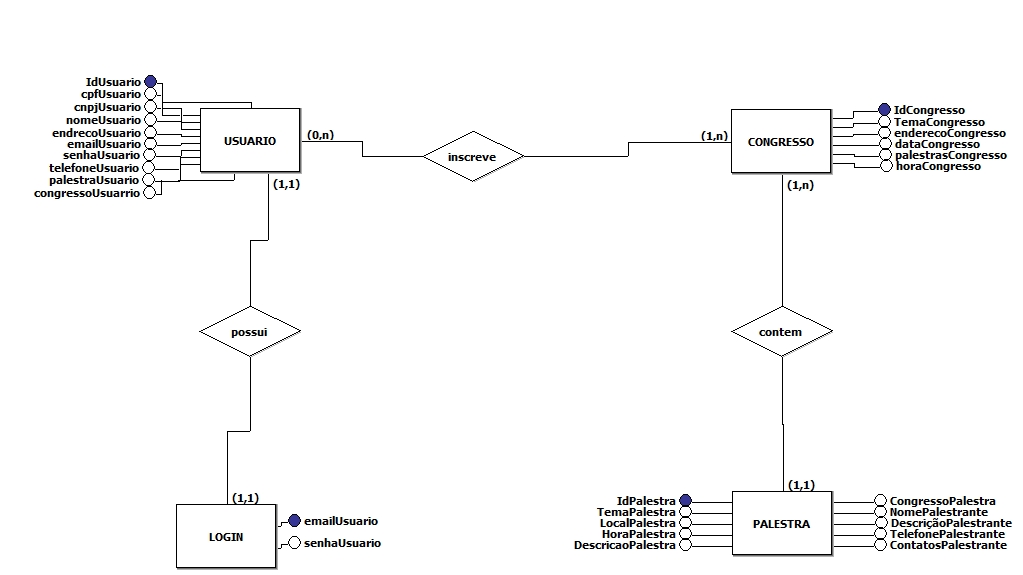 IdUsuario
cpfUsuario
cnpjUsuario
nomeUsuario
endrecoUsuario
emailUsuario
senhaUsuario
telefoneUsuario
palestraUsuario
congressoUsuarrio
USUARIO
(0,n)
(1,1)
inscreve
(1,n)
CONGRESSO
(1,n)
IdCongresso
TemaCongresso
enderecoCongresso
dataCongresso
palestrasCongresso
horaCongresso
possui
contem
(1,1)
LOGIN
emailUsuario
senhaUsuario
(1,1)
IdPalestra
TemaPalestra
LocalPalestra
HoraPalestra
DescricaoPalestra
PALESTRA
CongressoPalestra
NomePalestrante
DescriçãoPalestrante
TelefonePalestrante
ContatosPalestrante